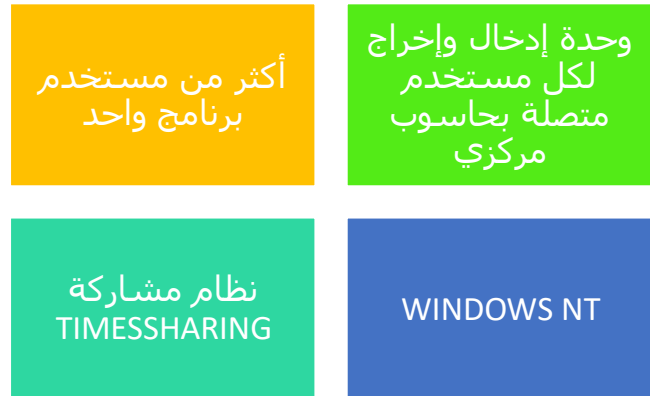 وحدة إدخال وإخراج
لكل مستخدم
متصلة بحاسوب
مركزي
أكثر من مستخدم
برنامج واحد
WINDOWS NT
نظام مشاركة
TIMESSHARING